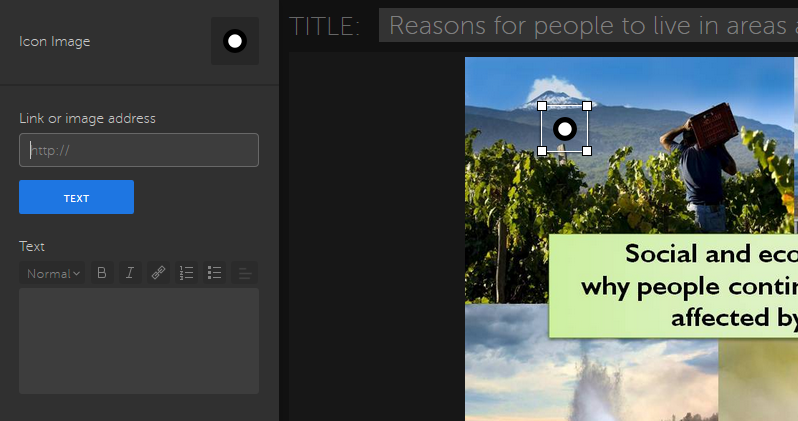 Icon Image
TITLE: Reasons for people to live in areas
Link or image address
http://
TEXT
Text
Normal
B I
Social and eco
why people contin
affected by